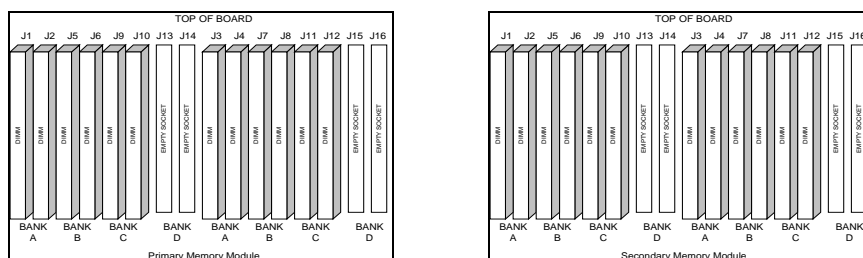 TOP OF BOARD
J1 J2 J5 J6 J9 J10 J13 J14 J3 J4 J7 J8 J11 J12 J15 J16
DIMM DIMM DIMM DIMM DIMM DIMM EMPTY SOCKET EMPTY SOCKET DIMM DIMM DIMM DIMM DIMM DIMM EMPTY SOCKET EMPTY SOCKET
BANK BANK BANK BANK BANK BANK BANK BANK
A B C D A B C D
Primary Memory Module
TOP OF BOARD
J1 J2 J5 J6 J9 J10 J13 J14 J3 J4 J7 J8 J11 J12 J15 J16
DIMM DIMM DIMM DIMM DIMM DIMM EMPTY SOCKET EMPTY SOCKET DIMM DIMM DIMM DIMM DIMM DIMM EMPTY SOCKET EMPTY SOCKET
BANK BANK BANK BANK BANK BANK BANK BANK
A B C D A B C D
Secondary Memory Module